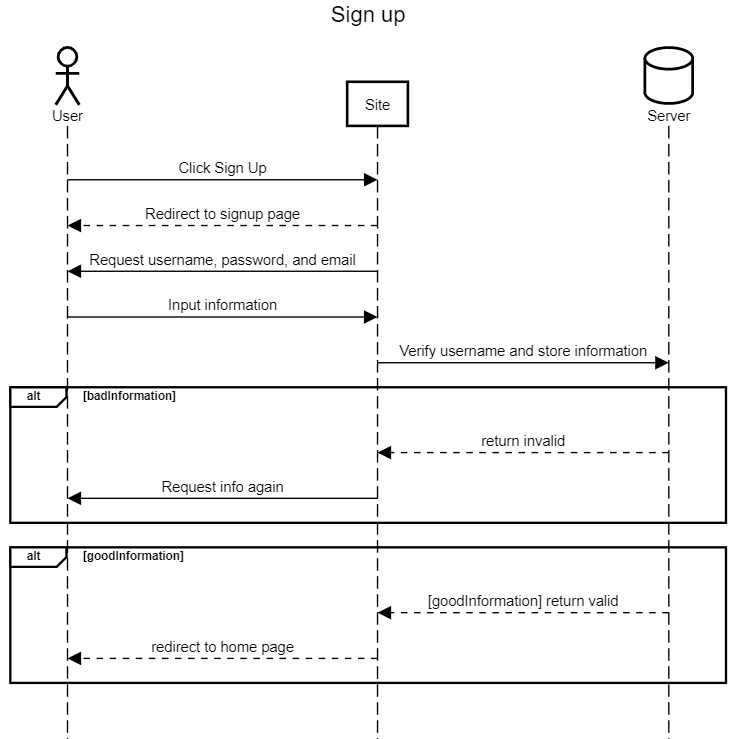 Sign up
User
Site
Server
Click Sign Up
Redirect to signup page
Request username, password, and email
Input information
Verify username and store information
alt [badInformation]
return invalid
Request info again
alt [goodInformation]
[goodInformation] return valid
redirect to home page